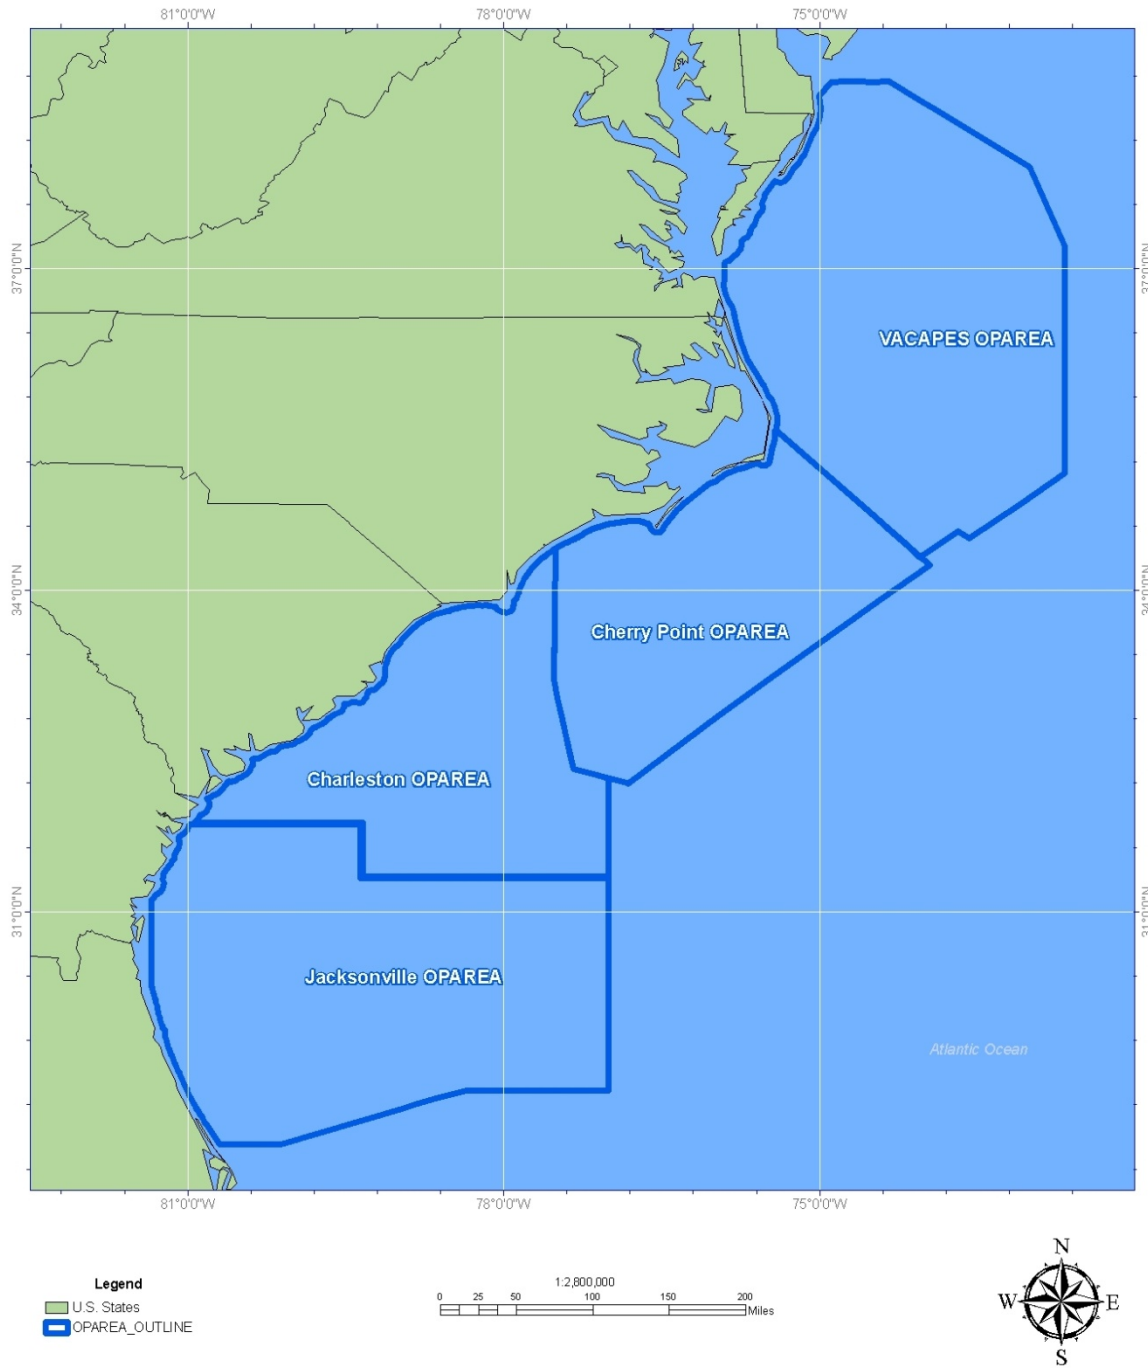 81°0'0"W 78°0'0"W 75°0'0"W
37°0'0"N 37°0'0"N
VACAPES OPAREA
34°0'0"N 34°0'0"N
Cherry Point OPAREA
Charleston OPAREA
31°0'0"N 31°0'0"N
Jacksonville OPAREA
Atlantic Ocean
81°0'0"W 78°0'0"W 75°0'0"W
N
W E
S
Legend
U.S. States
OPAREA_OUTLINE
1:2,800,000
0 25 50 100 150 200
Miles